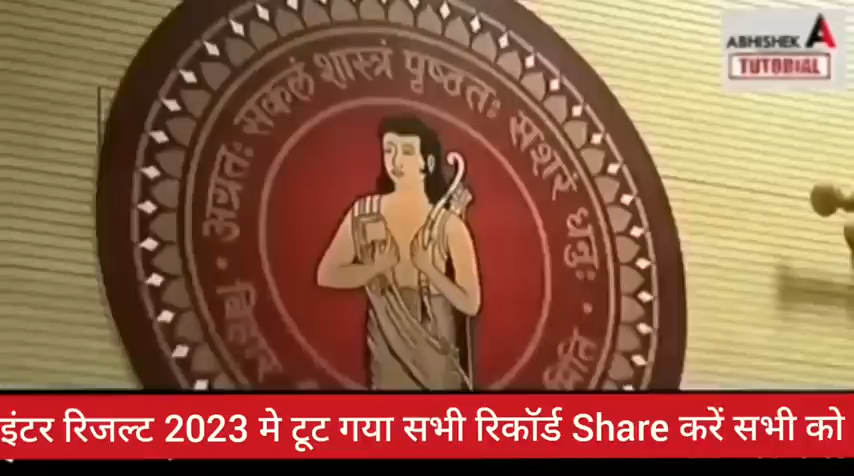 ABHISHEK A
TUTORIAL
अग्रतः सकलं शास्त्रं पृष्ठतः सशरं धनुः
इंटर रिजल्ट 2023 मे टूट गया सभी रिकॉर्ड Share करें सभी को